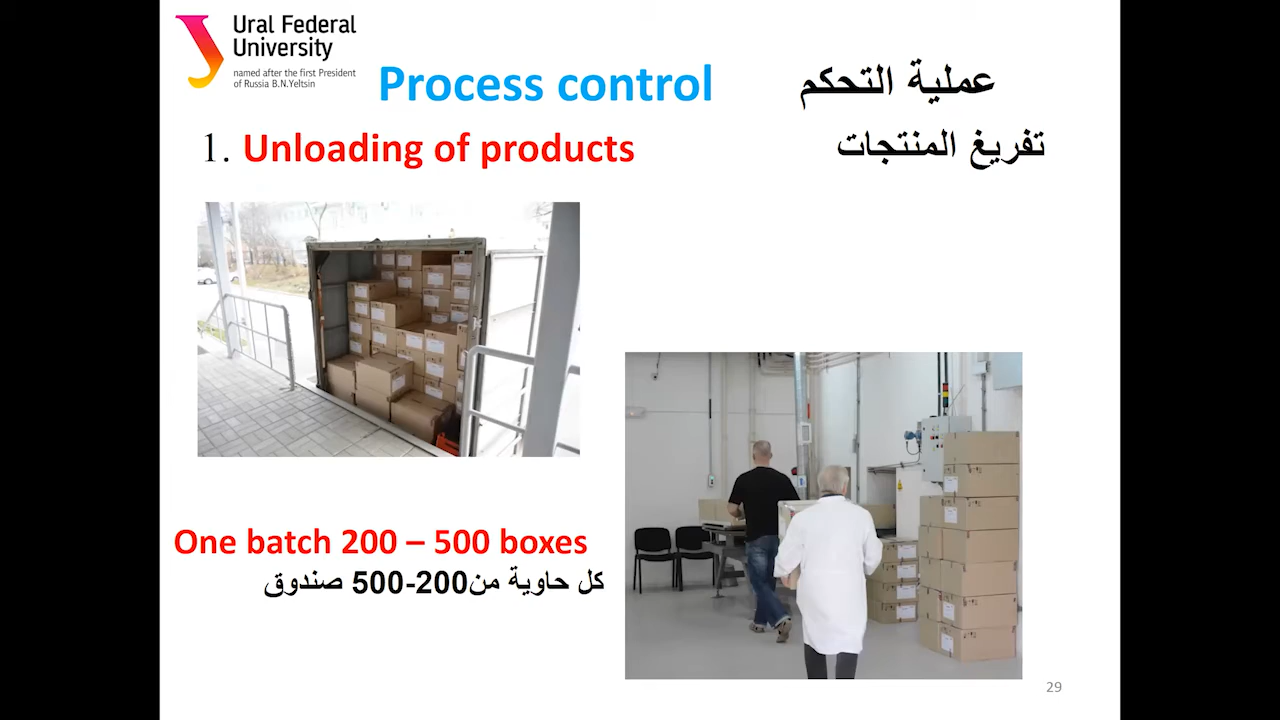 Ural Federal
University
named after the first President
of Russia B.N.Yeltsin
Process control
عملية التحكم
1. Unloading of products
تفريغ المنتجات
One batch 200 – 500 boxes
كل حاوية من200-500 صندوق
29